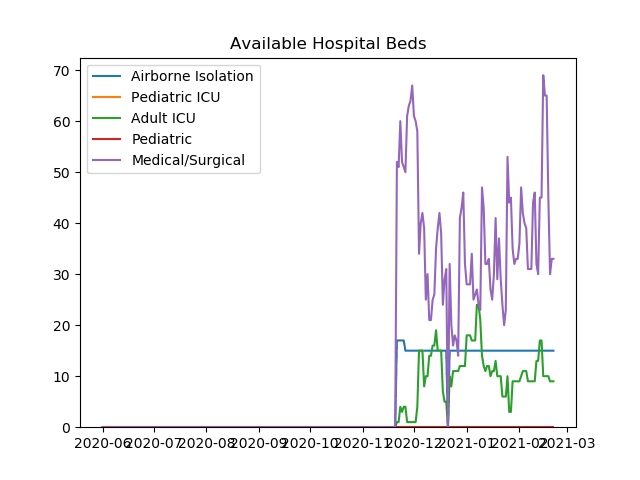 Available Hospital Beds
Airborne Isolation
Pediatric ICU
Adult ICU
Pediatric
Medical/Surgical
70
60
50
40
30
20
10
0
2020-06 2020-07 2020-08 2020-09 2020-10 2020-11 2020-12 2021-01 2021-02 2021-03